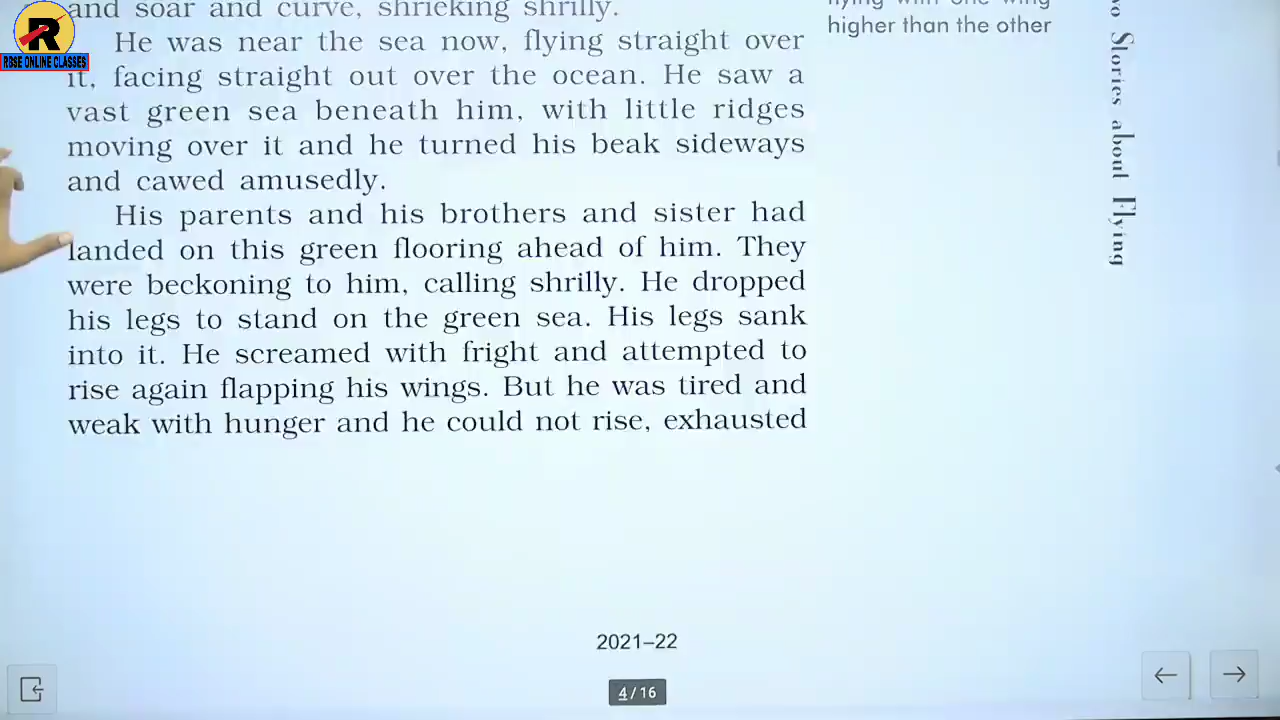 and soar and curve, shrieking shrilly.
He was near the sea now, flying straight over
it, facing straight out over the ocean. He saw a
vast green sea beneath him, with little ridges
moving over it and he turned his beak sideways
and cawed amusedly.
His parents and his brothers and sister had
landed on this green flooring ahead of him. They
were beckoning to him, calling shrilly. He dropped
his legs to stand on the green sea. His legs sank
into it. He screamed with fright and attempted to
rise again flapping his wings. But he was tired and
weak with hunger and he could not rise, exhausted
flying with one wing
higher than the other
Stories about Flying
R
RBSE ONLINE CLASSES
2021–22
4/16